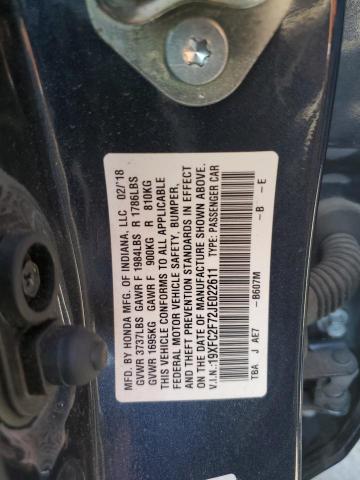 MFD. BY HONDA MFG. OF INDIANA, LLC 02/18
GVWR 3737LBS GAWR F 1984LBS R 1786LBS
GVWR 1695KG GAWR F 900KG R 810KG
THIS VEHICLE CONFORMS TO ALL APPLICABLE
FEDERAL MOTOR VEHICLE SAFETY, BUMPER,
AND THEFT PREVENTION STANDARDS IN EFFECT
ON THE DATE OF MANUFACTURE SHOWN ABOVE.
V.I.N.:19XFC2F72JE022611 TYPE: PASSENGER CAR
TBA J AE7 -B607M -B -E